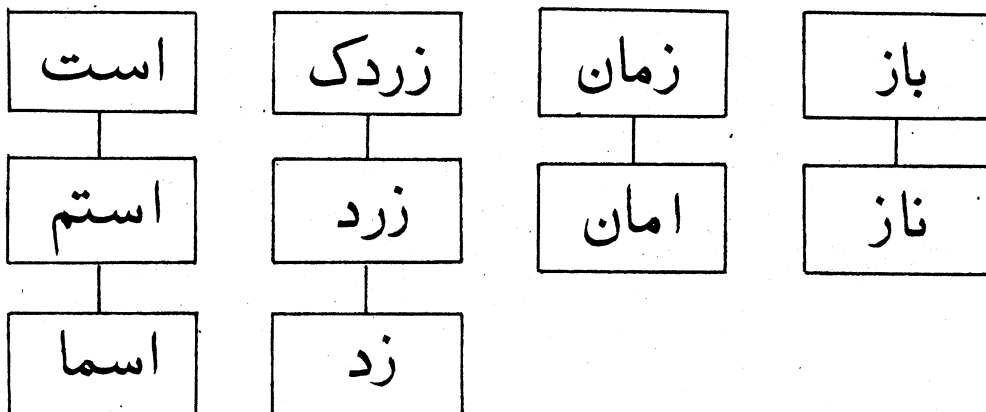 باز زمان زردک است
ناز امان زرد استم
زد اسما